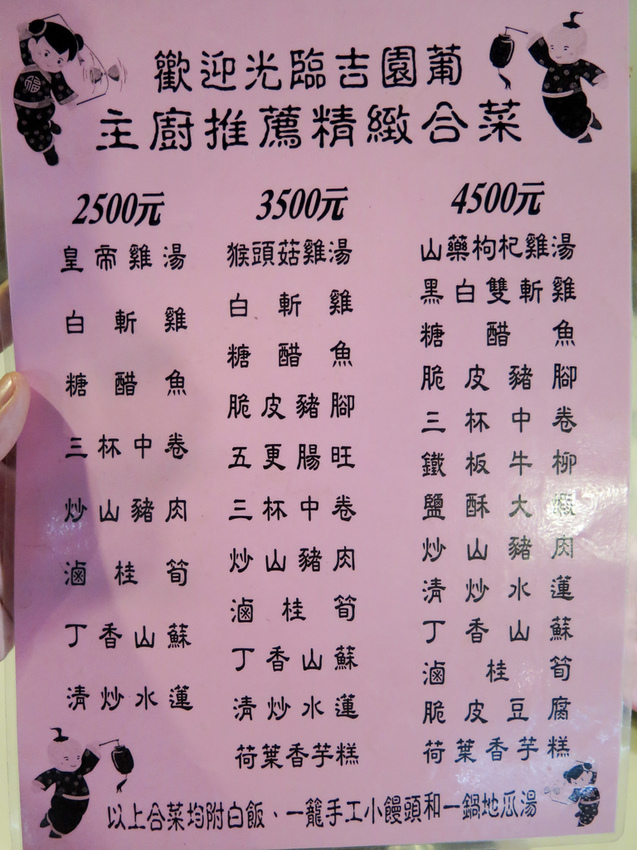 歡迎光臨吉園葡
主廚推薦精緻合菜
2500元
皇帝雞湯
白斬雞
糖醋魚
三杯中卷
炒山豬肉
滷桂筍
丁香山蘇
清炒水蓮
3500元
猴頭菇雞湯
白斬雞
糖醋魚
脆皮豬腳
五更腸旺
三杯中卷
炒山豬肉
滷桂筍
丁香山蘇
清炒水蓮
荷葉香芋糕
4500元
山藥枸杞雞湯
黑白雙斬雞
糖醋魚
脆皮豬腳
三杯中卷
鐵板牛柳
鹽酥大蝦
炒山豬肉
清炒水蓮
丁香山蘇
滷桂筍
脆皮豆腐
荷葉香芋糕
以上合菜均附白飯、一籠手工小饅頭和一鍋地瓜湯
福